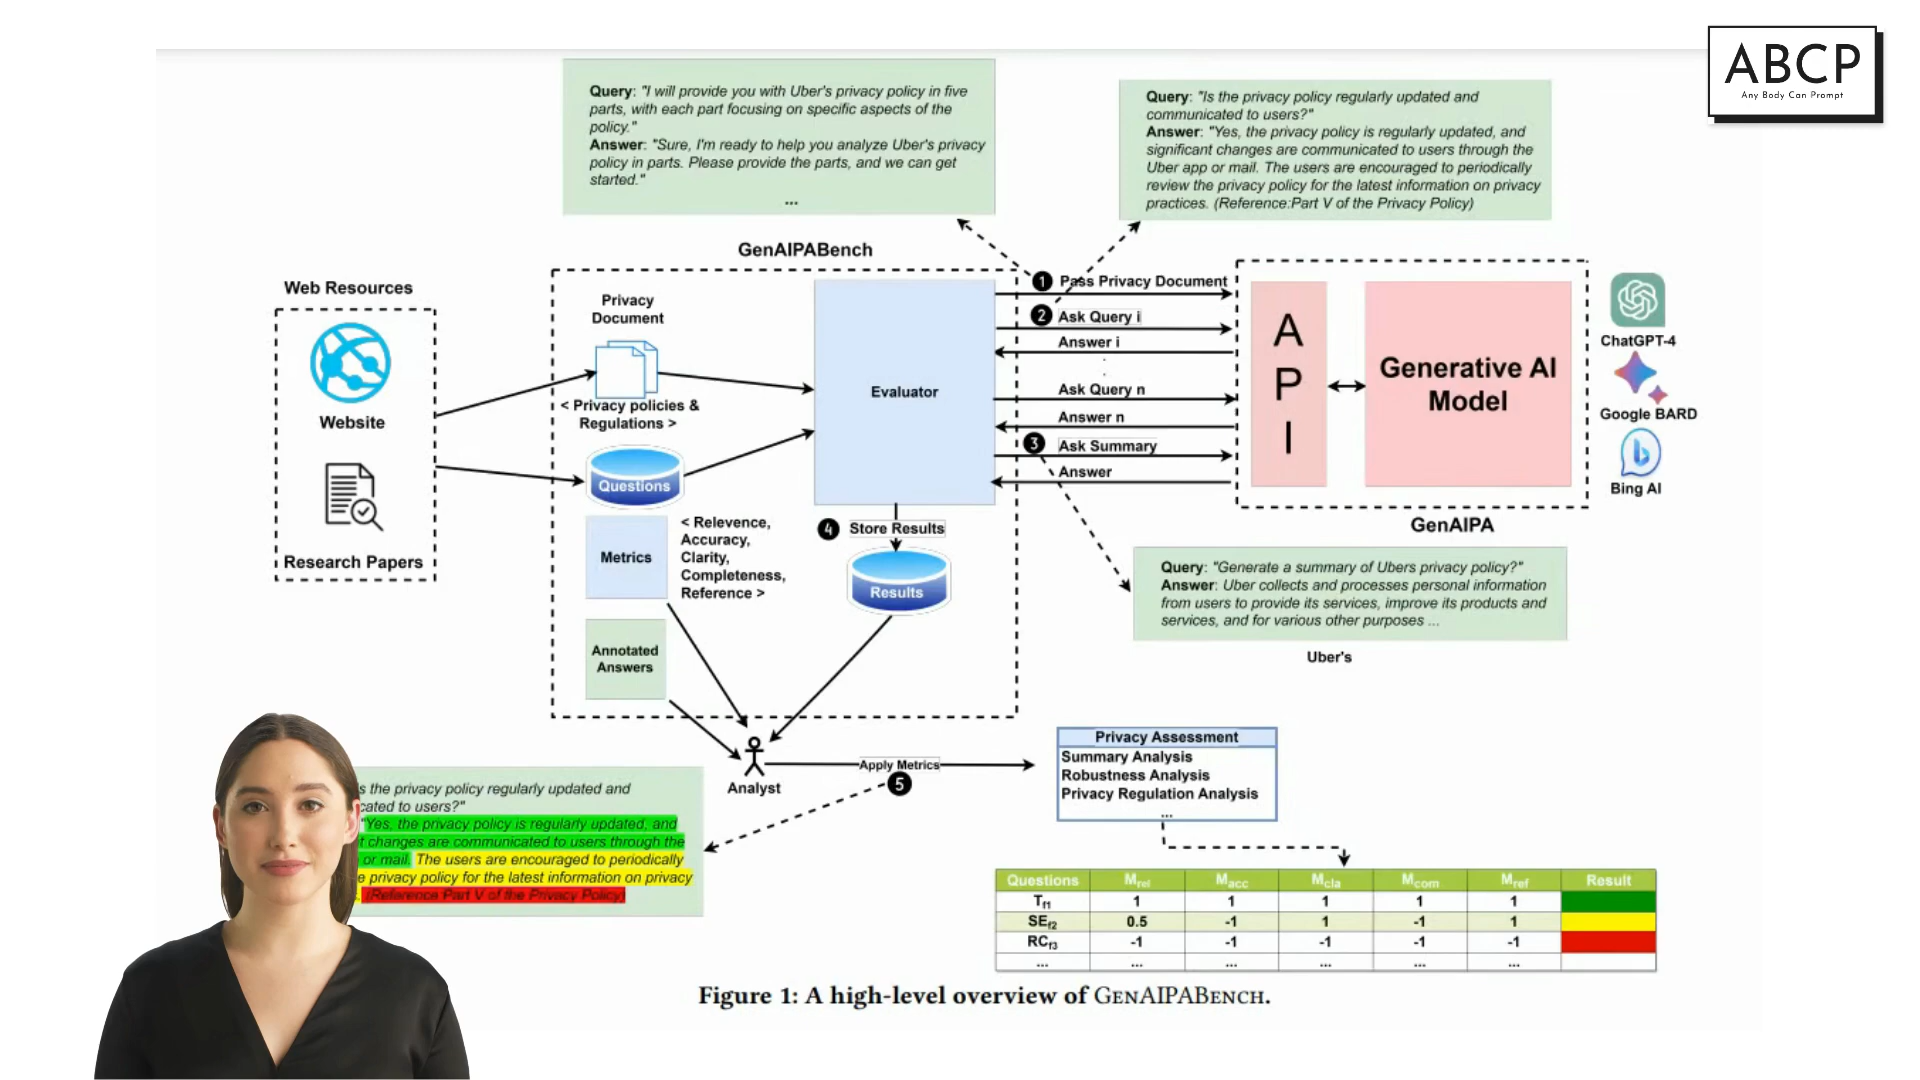 ABCP
Any Body Can Prompt
Query: "I will provide you with Uber's privacy policy in five
parts, with each part focusing on specific aspects of the
policy."
Answer: "Sure, I'm ready to help you analyze Uber's privacy
policy in parts. Please provide the parts, and we can get
started."
...
Query: "Is the privacy policy regularly updated and
communicated to users?"
Answer: "Yes, the privacy policy is regularly updated, and
significant changes are communicated to users through the
Uber app or mail. The users are encouraged to periodically
review the privacy policy for the latest information on privacy
practices. (Reference:Part V of the Privacy Policy)
GenAIPABench
Web Resources
Website
Research Papers
Privacy
Document
< Privacy policies &
Regulations >
Questions
Metrics
< Relevence,
Accuracy,
Clarity,
Completeness,
Reference >
Annotated
Answers
Evaluator
4 Store Results
Results
1 Pass Privacy Document
2 Ask Query i
Answer i
.
.
Ask Query n
Answer n
3 Ask Summary
Answer
A
P
I
Generative AI
Model
GenAIPA
ChatGPT-4
Google BARD
Bing AI
Query: "Generate a summary of Ubers privacy policy?"
Answer: Uber collects and processes personal information
from users to provide its services, improve its products and
services, and for various other purposes ...
Uber's
Analyst
Apply Metrics
5
Privacy Assessment
Summary Analysis
Robustness Analysis
Privacy Regulation Analysis
...
s the privacy policy regularly updated and
cated to users?"
"Yes, the privacy policy is regularly updated, and
t changes are communicated to users through the
or mail. The users are encouraged to periodically
e privacy policy for the latest information on privacy
. (Reference Part V of the Privacy Policy)
Questions Mrel Macc Mcla Mcom Mref Result
Tf1 1 1 1 1 1
SEf2 0.5 -1 1 -1 1
RCf3 -1 -1 -1 -1 -1
... ... ... ... ... ...
Figure 1: A high-level overview of GENAIPABENCH.